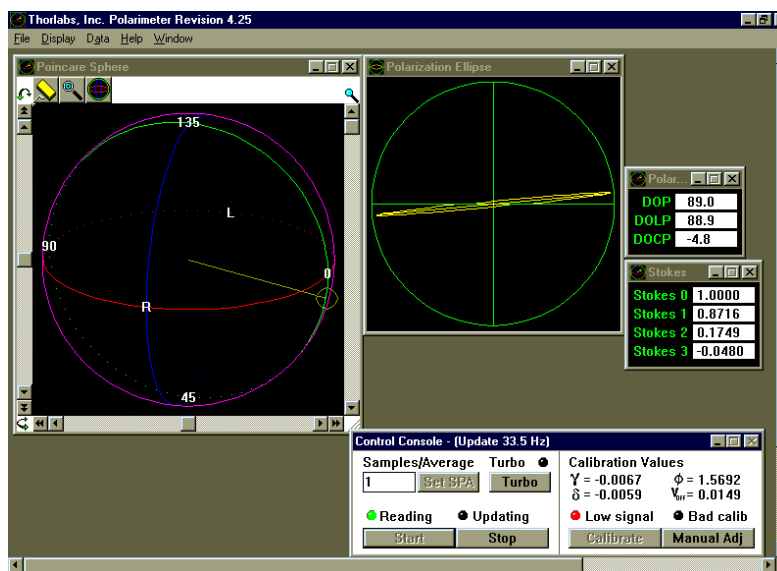 Thorlabs, Inc. Polarimeter Revision 4.25
File Display Data Help Window
Poincare Sphere
135
L
90
0
R
45
Polarization Ellipse
Polar...
DOP 89.0
DOLP 88.9
DOCP -4.8
Stokes
Stokes 0 1.0000
Stokes 1 0.8716
Stokes 2 0.1749
Stokes 3 -0.0480
Control Console - (Update 33.5 Hz)
Samples/Average Turbo
1 Set SPA Turbo
Reading Updating
Start Stop
Calibration Values
γ = -0.0067 Φ = 1.5692
δ = -0.0059 VOFF = 0.0149
Low signal Bad calib
Calibrate Manual Adj